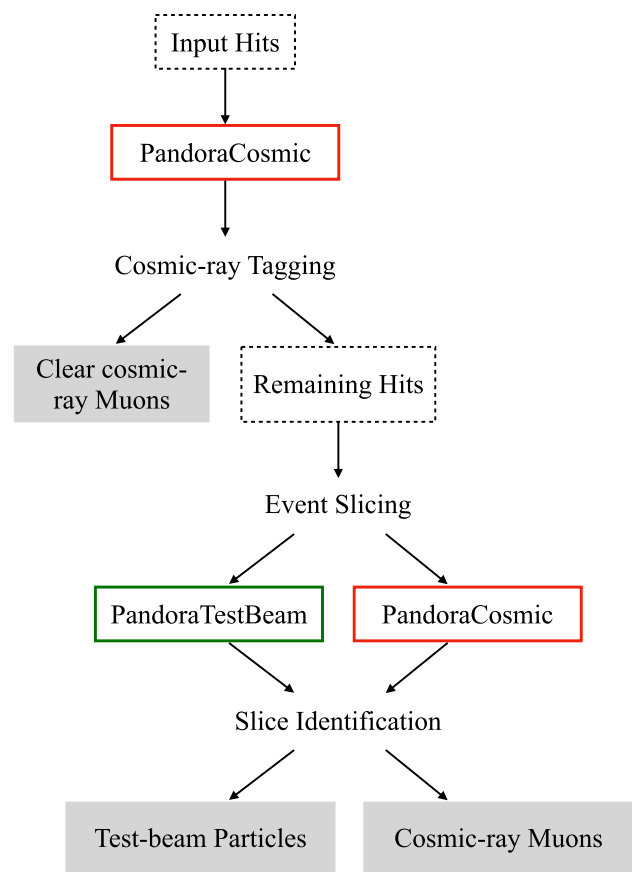 Input Hits
PandoraCosmic
Cosmic-ray Tagging
Clear cosmic-
ray Muons
Remaining Hits
Event Slicing
PandoraTestBeam
PandoraCosmic
Slice Identification
Test-beam Particles
Cosmic-ray Muons